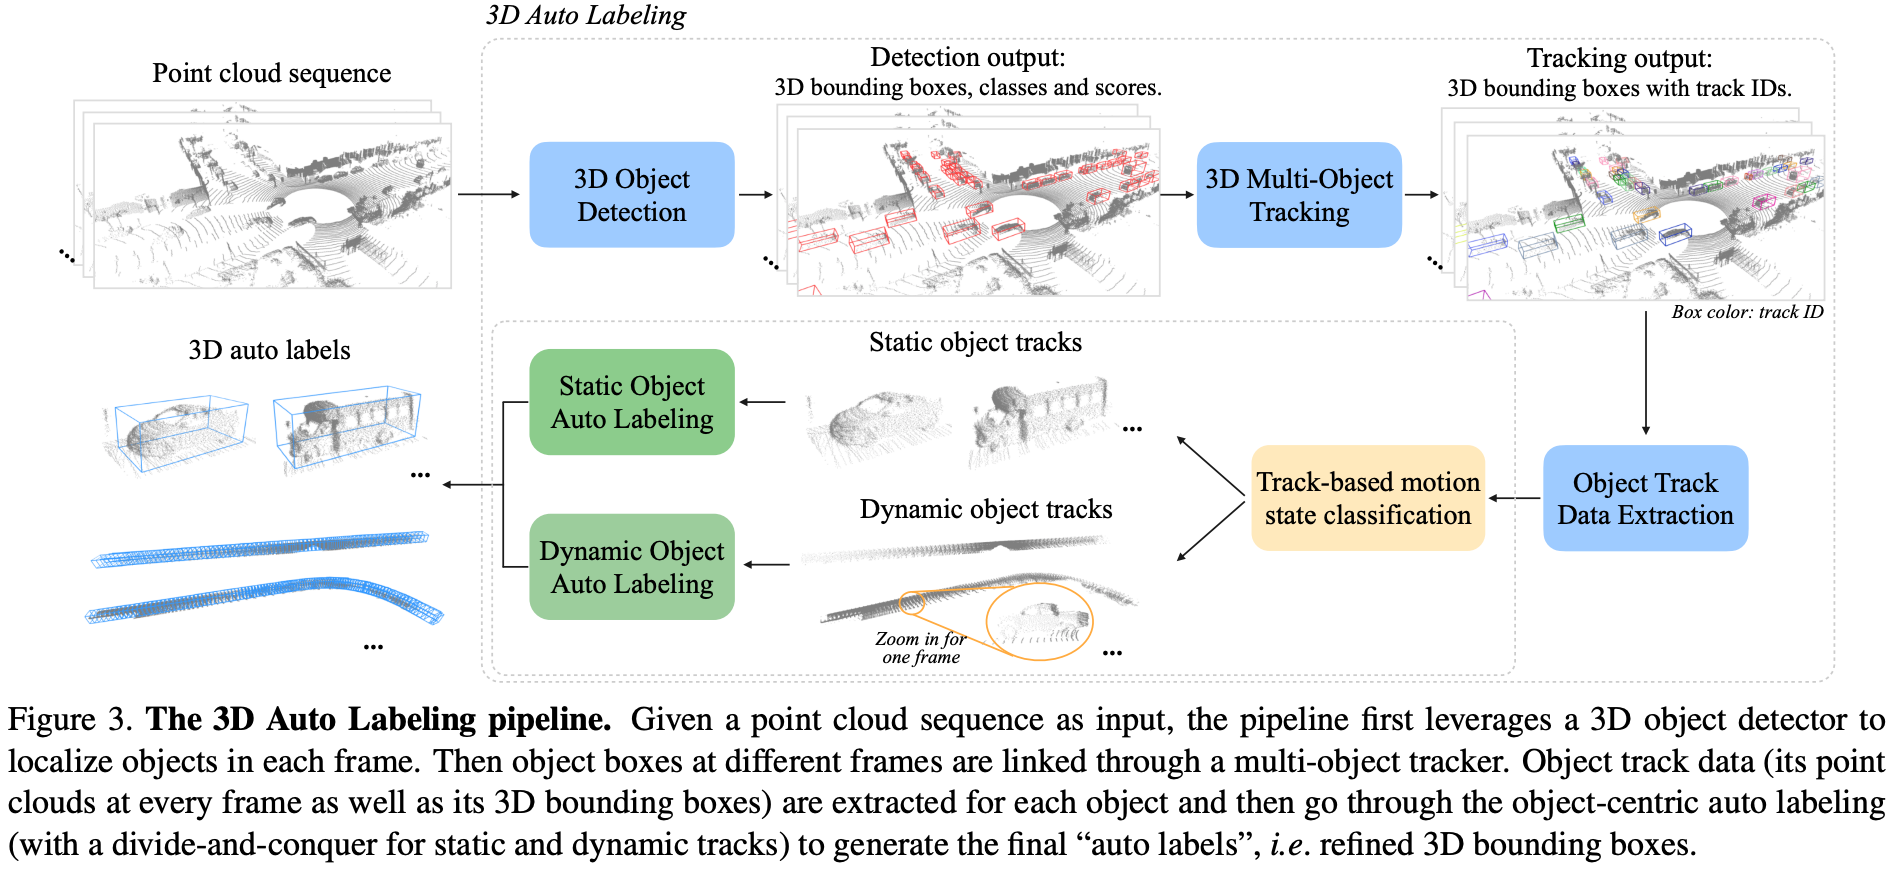 3D Auto Labeling
Point cloud sequence
Detection output:
3D bounding boxes, classes and scores.
Tracking output:
3D bounding boxes with track IDs.
3D Object
Detection
3D Multi-Object
Tracking
Box color: track ID
3D auto labels
Static Object
Auto Labeling
Static object tracks
...
Track-based motion
state classification
Object Track
Data Extraction
...
Dynamic Object
Auto Labeling
Dynamic object tracks
Zoom in for
one frame
...
...
Figure 3. The 3D Auto Labeling pipeline. Given a point cloud sequence as input, the pipeline first leverages a 3D object detector to
localize objects in each frame. Then object boxes at different frames are linked through a multi-object tracker. Object track data (its point
clouds at every frame as well as its 3D bounding boxes) are extracted for each object and then go through the object-centric auto labeling
(with a divide-and-conquer for static and dynamic tracks) to generate the final “auto labels”, i.e. refined 3D bounding boxes.